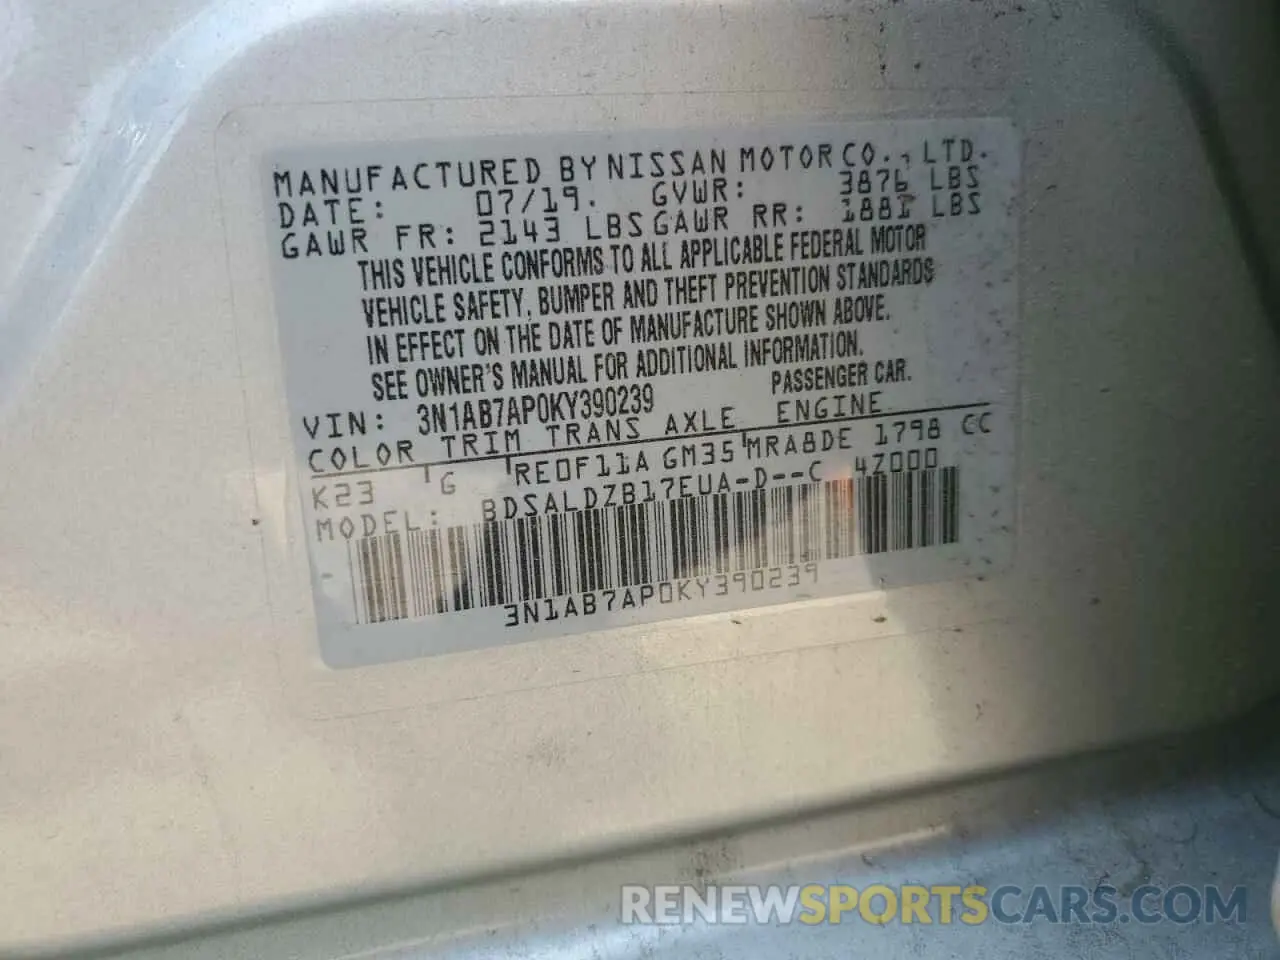 MANUFACTURED BY NISSAN MOTOR CO., LTD.
DATE: 07/19. GVWR: 3876 LBS
GAWR FR: 2143 LBS GAWR RR: 1881 LBS
THIS VEHICLE CONFORMS TO ALL APPLICABLE FEDERAL MOTOR
VEHICLE SAFETY, BUMPER AND THEFT PREVENTION STANDARDS
IN EFFECT ON THE DATE OF MANUFACTURE SHOWN ABOVE.
SEE OWNER'S MANUAL FOR ADDITIONAL INFORMATION.
VIN: 3N1AB7AP0KY390239 PASSENGER CAR.
COLOR TRIM TRANS AXLE ENGINE
K23 G RE0F11A GM35 MRA8DE 1798 CC
MODEL: BDSALDZB17EUA-D--C 4Z000
3N1AB7AP0KY390239
RENEWSPORTSCARS.COM